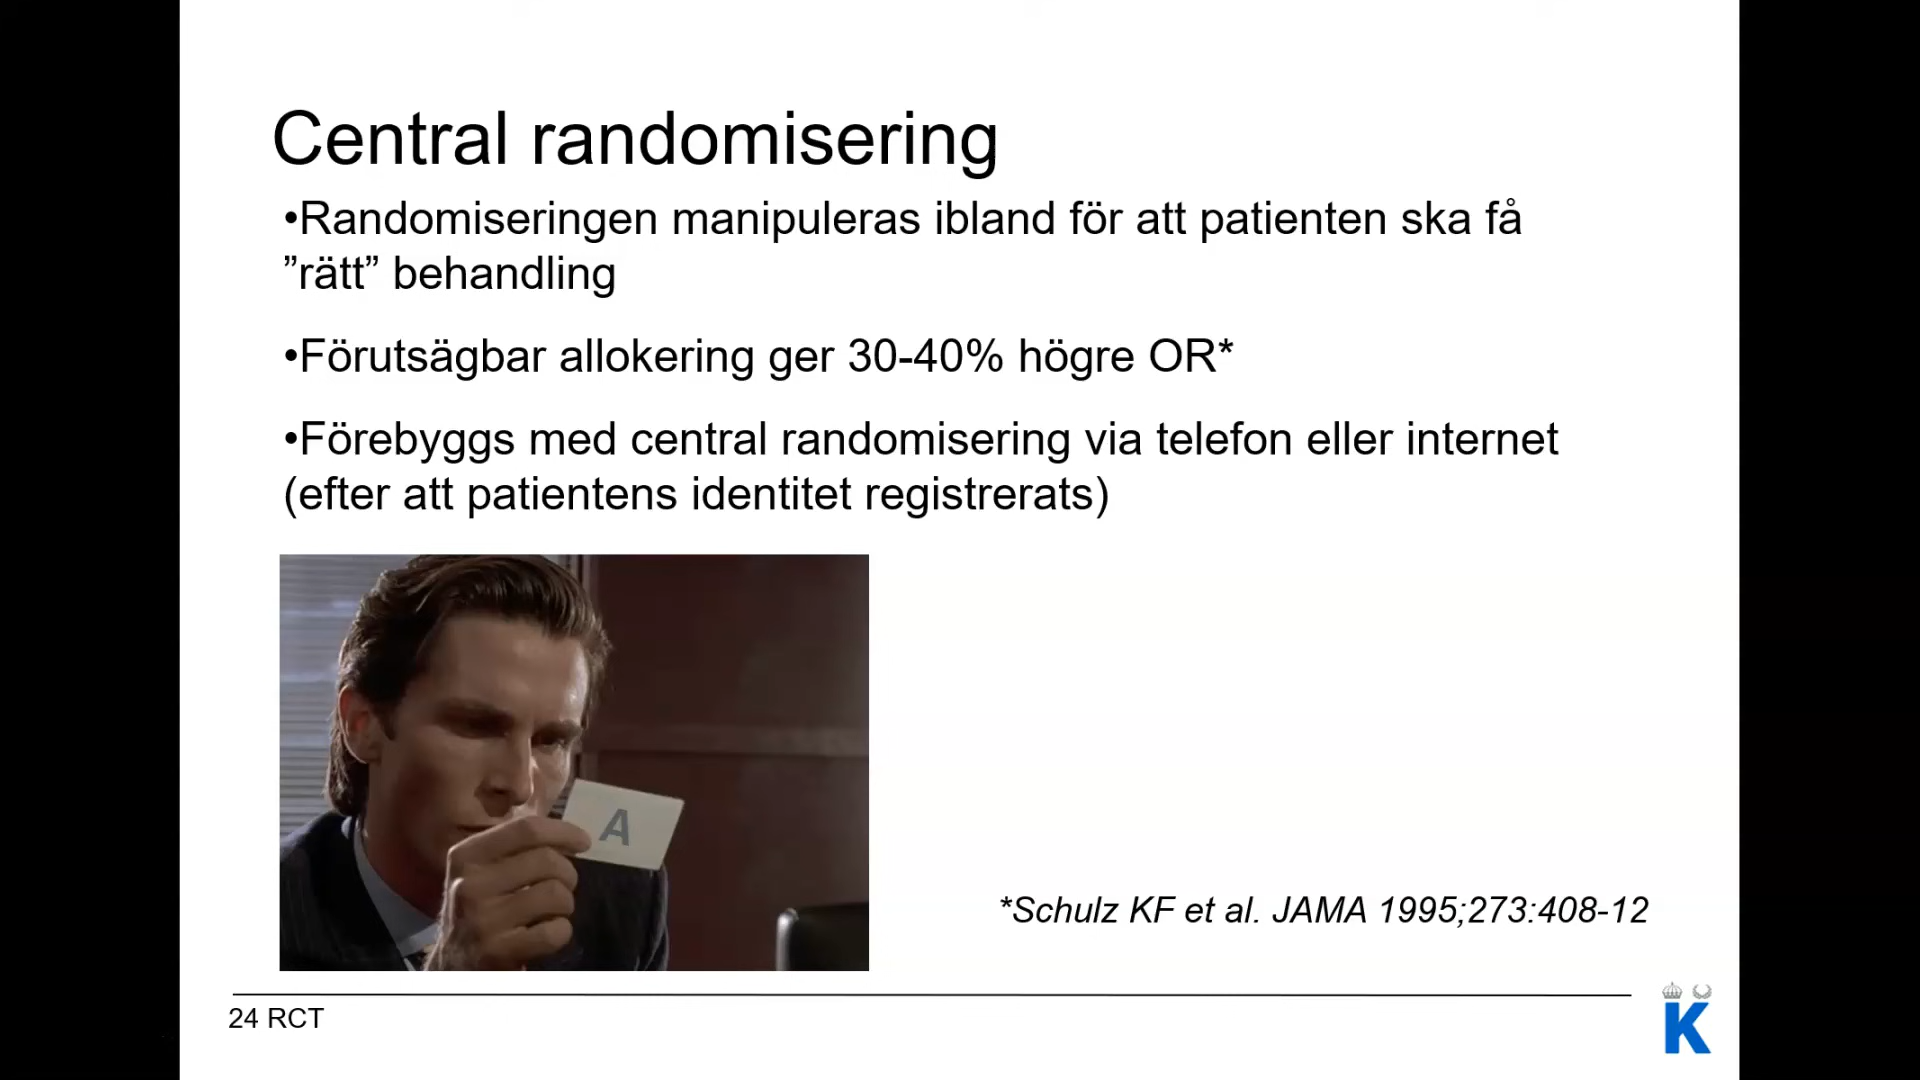 Central randomisering
•Randomiseringen manipuleras ibland för att patienten ska få
”rätt” behandling
•Förutsägbar allokering ger 30-40% högre OR*
•Förebyggs med central randomisering via telefon eller internet
(efter att patientens identitet registrerats)
A
*Schulz KF et al. JAMA 1995;273:408-12
24 RCT
K